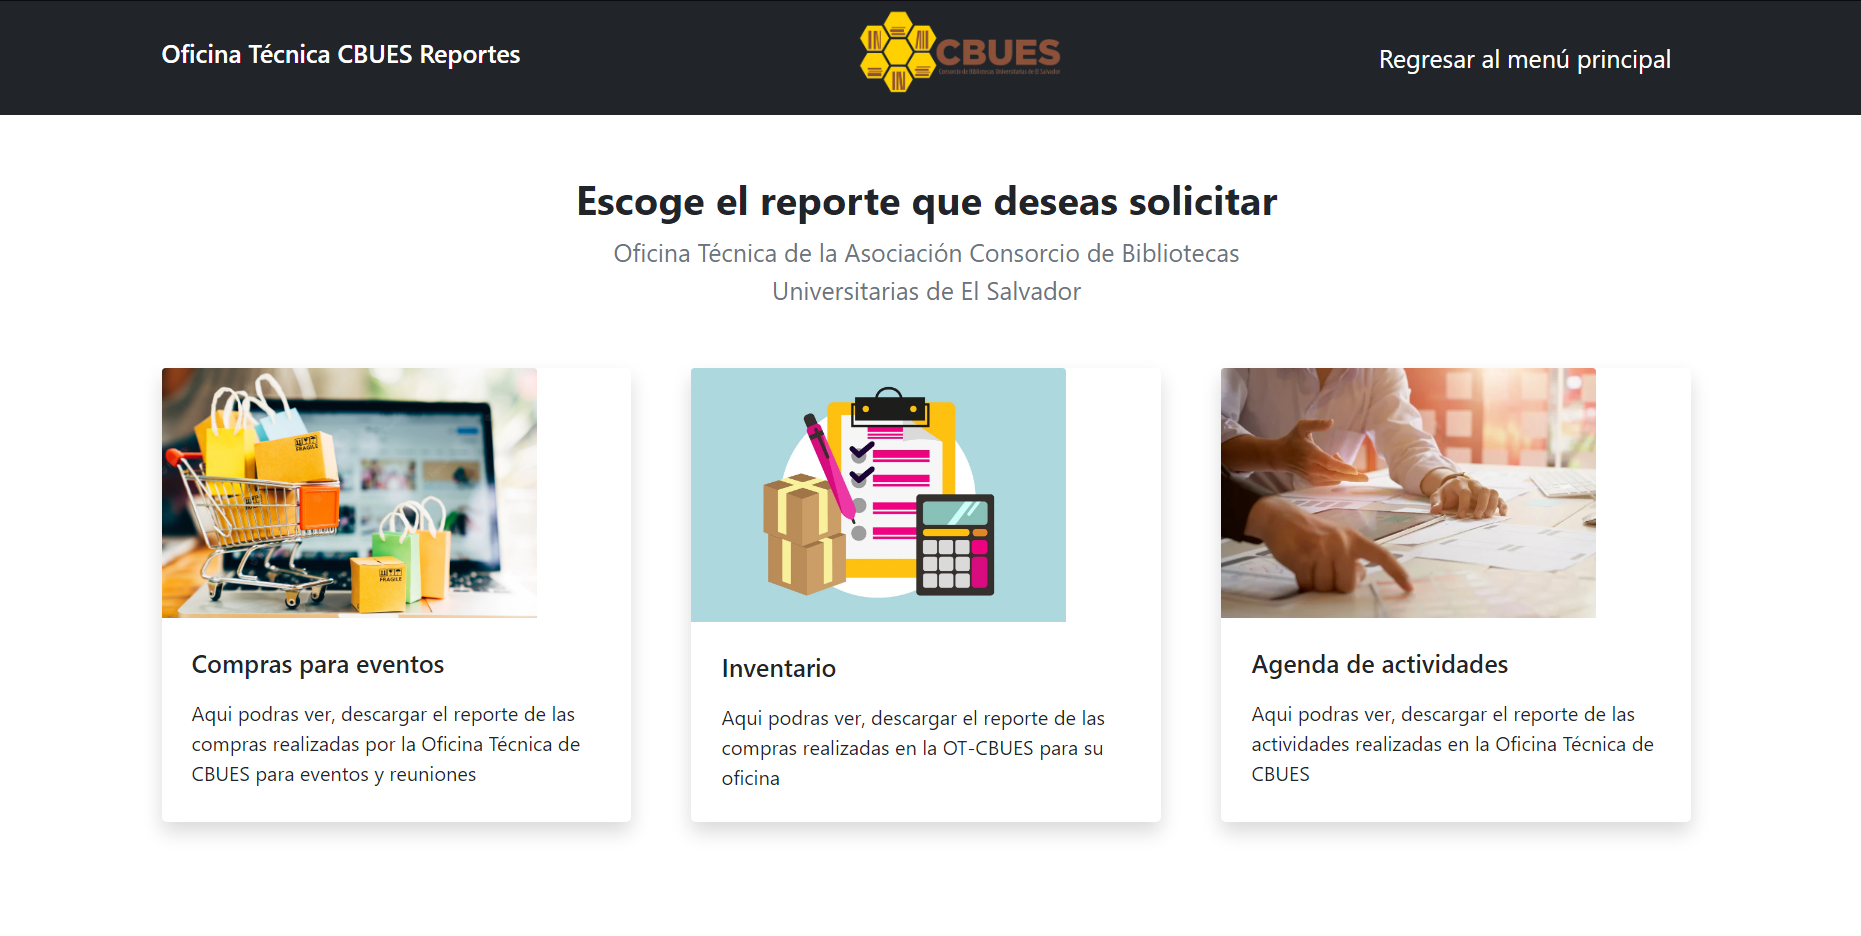 Oficina Técnica CBUES Reportes
CBUES
Consorcio de Bibliotecas Universitarias de El Salvador
Regresar al menú principal
Escoge el reporte que deseas solicitar
Oficina Técnica de la Asociación Consorcio de Bibliotecas
Universitarias de El Salvador
FRAGILE
FRAGILE
Compras para eventos
Aqui podras ver, descargar el reporte de las
compras realizadas por la Oficina Técnica de
CBUES para eventos y reuniones
Inventario
Aqui podras ver, descargar el reporte de las
compras realizadas en la OT-CBUES para su
oficina
Agenda de actividades
Aqui podras ver, descargar el reporte de las
actividades realizadas en la Oficina Técnica de
CBUES